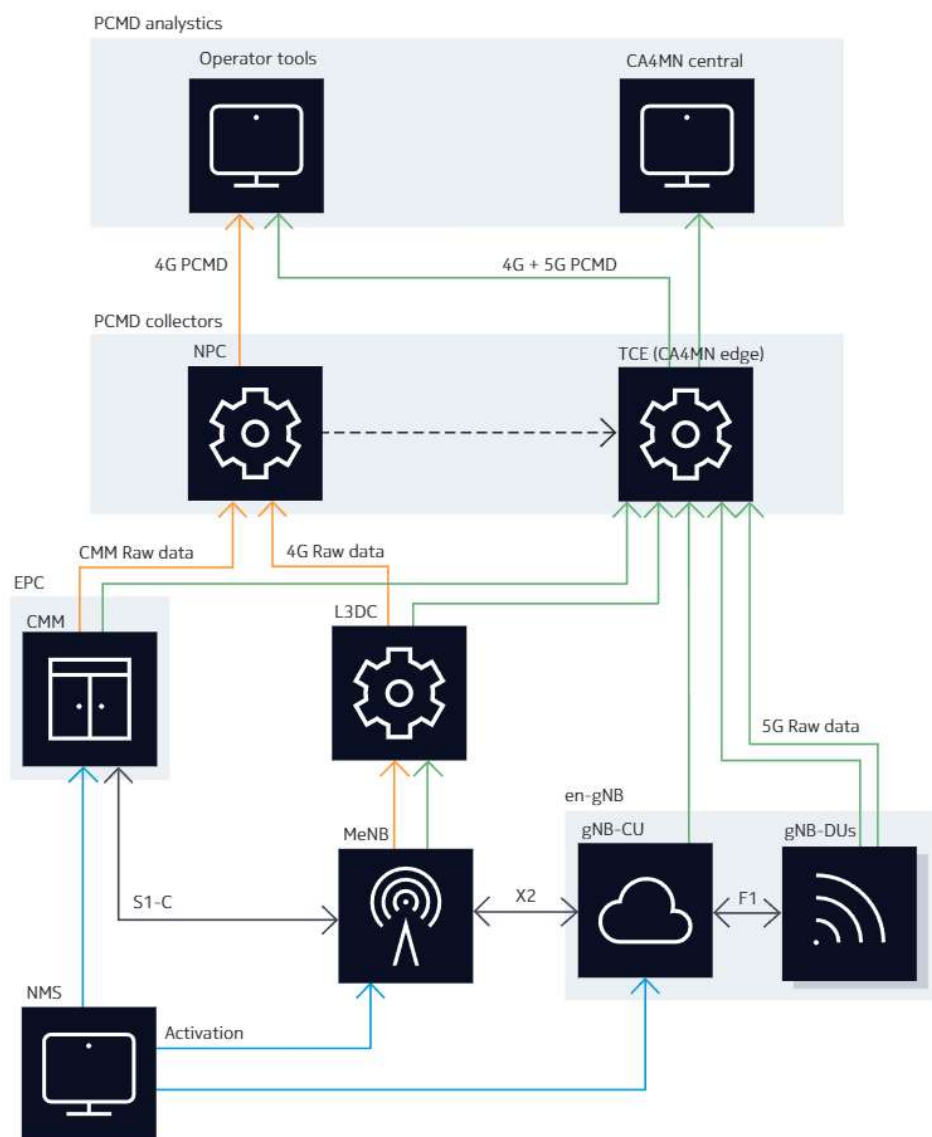 PCMD analystics
Operator tools
CA4MN central
4G PCMD
4G + 5G PCMD
PCMD collectors
NPC
TCE (CA4MN edge)
CMM Raw data
4G Raw data
EPC
CMM
L3DC
5G Raw data
en-gNB
MeNB
gNB-CU
gNB-DUs
S1-C
X2
F1
NMS
Activation